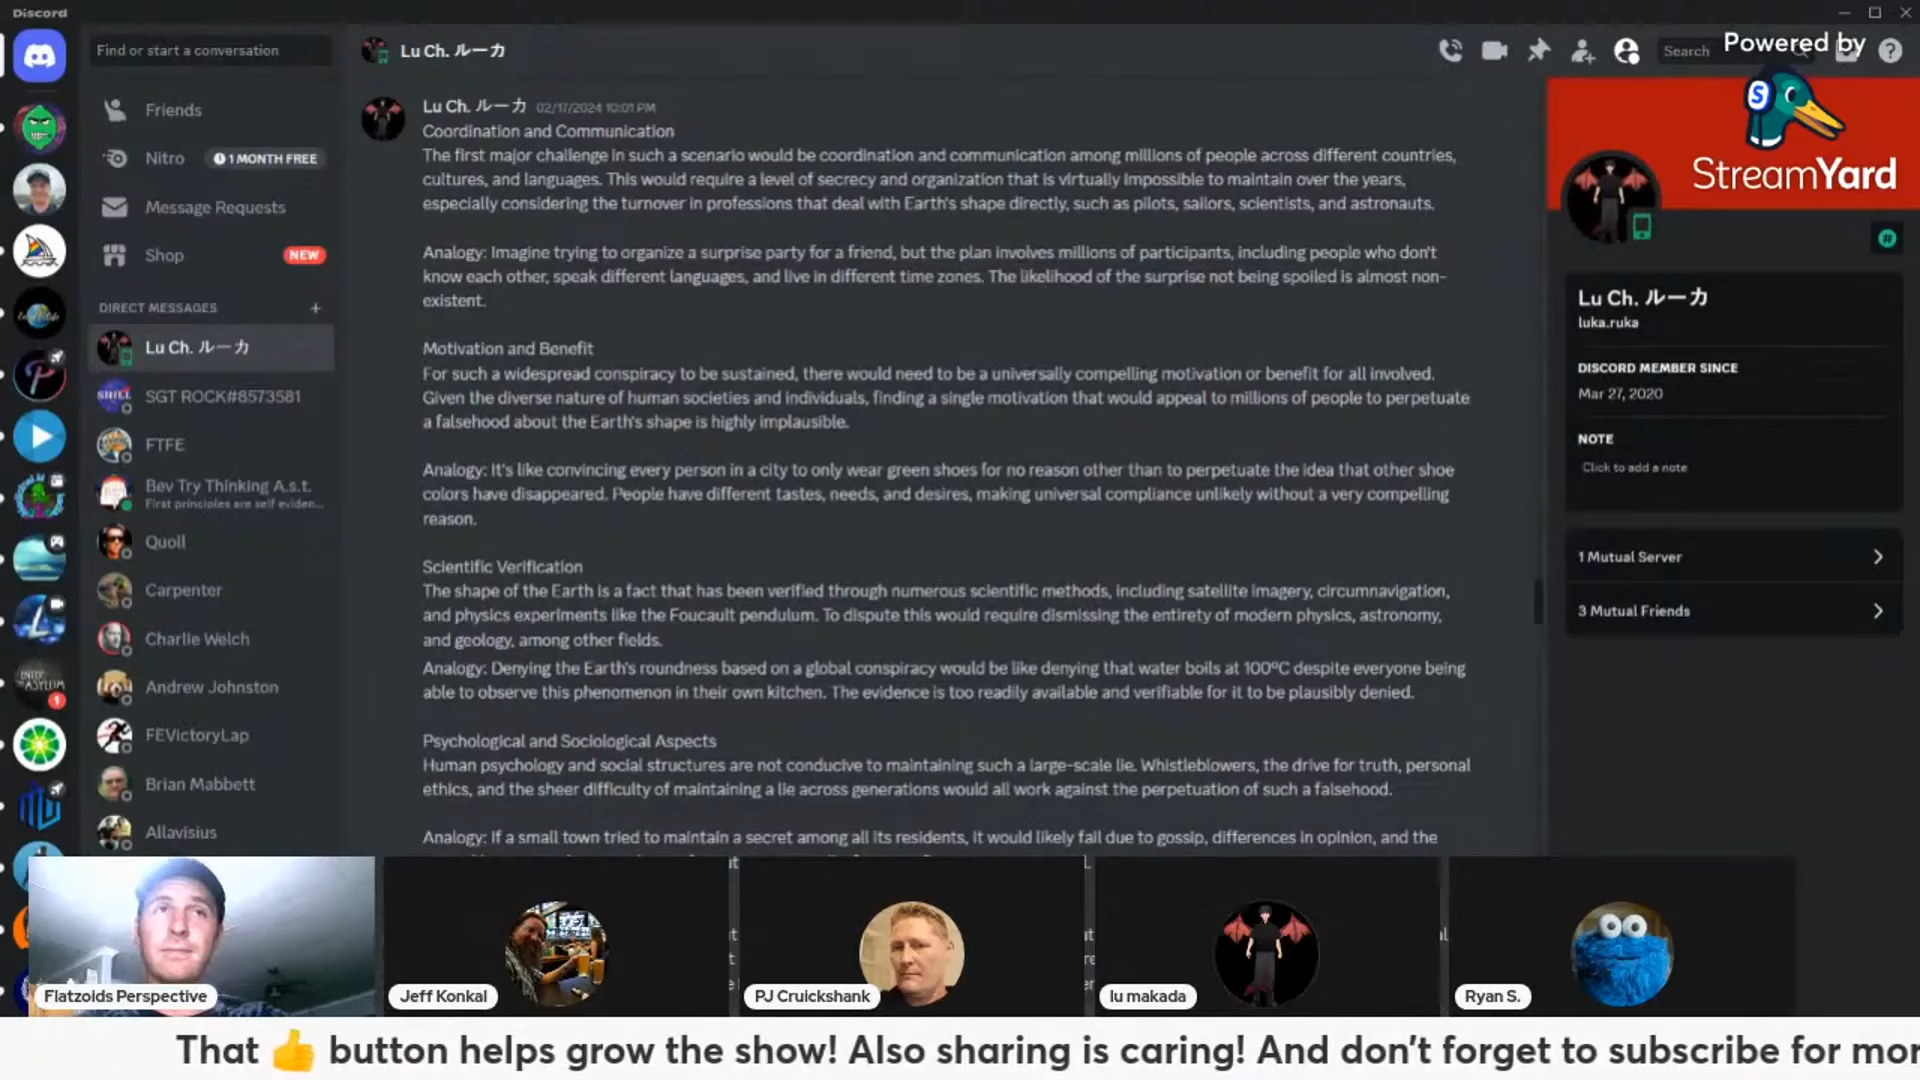 Discord
Find or start a conversation
Lu Ch. ルーカ
Search
Powered by
StreamYard
Friends
Nitro
1 MONTH FREE
Message Requests
Shop
NEW
DIRECT MESSAGES
Lu Ch. ルーカ
SGT ROCK#8573581
FTFE
Bev Try Thinking A.s.t.
First principles are self eviden...
Quoll
Carpenter
Charlie Welch
Andrew Johnston
FEVictoryLap
Brian Mabbett
Allavisius
Lu Ch. ルーカ 02/17/2024 10:01 PM
Coordination and Communication
The first major challenge in such a scenario would be coordination and communication among millions of people across different countries,
cultures, and languages. This would require a level of secrecy and organization that is virtually impossible to maintain over the years,
especially considering the turnover in professions that deal with Earth's shape directly, such as pilots, sailors, scientists, and astronauts.
Analogy: Imagine trying to organize a surprise party for a friend, but the plan involves millions of participants, including people who don't
know each other, speak different languages, and live in different time zones. The likelihood of the surprise not being spoiled is almost non-
existent.
Motivation and Benefit
For such a widespread conspiracy to be sustained, there would need to be a universally compelling motivation or benefit for all involved.
Given the diverse nature of human societies and individuals, finding a single motivation that would appeal to millions of people to perpetuate
a falsehood about the Earth's shape is highly implausible.
Analogy: It's like convincing every person in a city to only wear green shoes for no reason other than to perpetuate the idea that other shoe
colors have disappeared. People have different tastes, needs, and desires, making universal compliance unlikely without a very compelling
reason.
Scientific Verification
The shape of the Earth is a fact that has been verified through numerous scientific methods, including satellite imagery, circumnavigation,
and physics experiments like the Foucault pendulum. To dispute this would require dismissing the entirety of modern physics, astronomy,
and geology, among other fields.
Analogy: Denying the Earth's roundness based on a global conspiracy would be like denying that water boils at 100ºC despite everyone being
able to observe this phenomenon in their own kitchen. The evidence is too readily available and verifiable for it to be plausibly denied.
Psychological and Sociological Aspects
Human psychology and social structures are not conducive to maintaining such a large-scale lie. Whistleblowers, the drive for truth, personal
ethics, and the sheer difficulty of maintaining a lie across generations would all work against the perpetuation of such a falsehood.
Analogy: If a small town tried to maintain a secret among all its residents, it would likely fail due to gossip, differences in opinion, and the
Lu Ch. ルーカ
luka.ruka
DISCORD MEMBER SINCE
Mar 27, 2020
NOTE
Click to add a note
1 Mutual Server
3 Mutual Friends
Flatzoids Perspective
Jeff Konkal
PJ Cruickshank
lu makada
Ryan S.
That 👍 button helps grow the show! Also sharing is caring! And don't forget to subscribe for mor